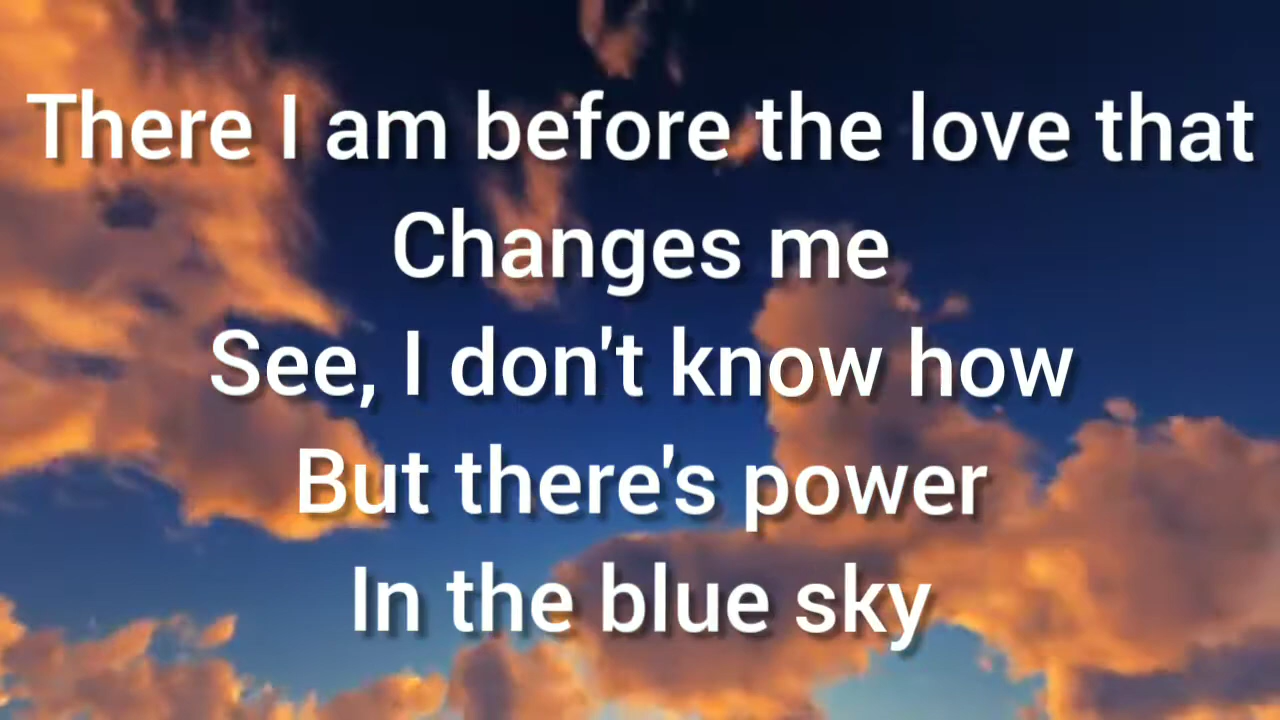 There I am before the love that
Changes me
See, I don't know how
But there's power
In the blue sky